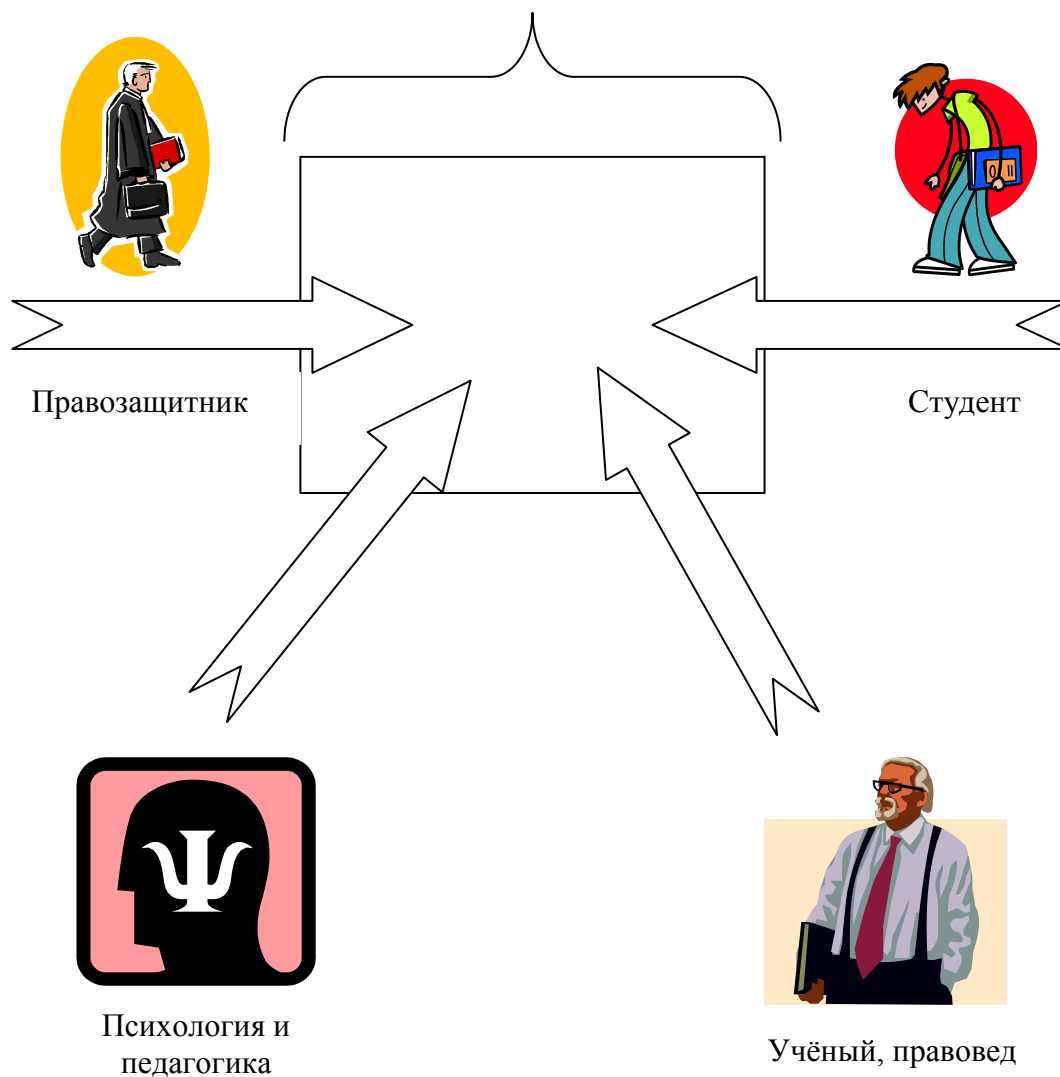 Правозащитник
Студент
Психология и
педагогика
Учёный, правовед